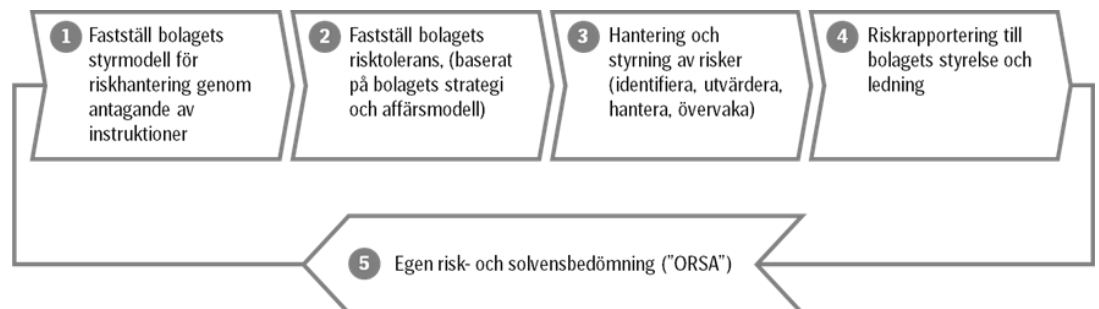 1 Fastställ bolagets
styrmodell för
riskhantering genom
antagande av
instruktioner
2 Fastställ bolagets
risktolerans, (baserat
på bolagets strategi
och affärsmodell)
3 Hantering och
styrning av risker
(identifiera, utvärdera,
hantera, övervaka)
4 Riskrapportering till
bolagets styrelse och
ledning
5 Egen risk- och solvensbedömning (”ORSA”)